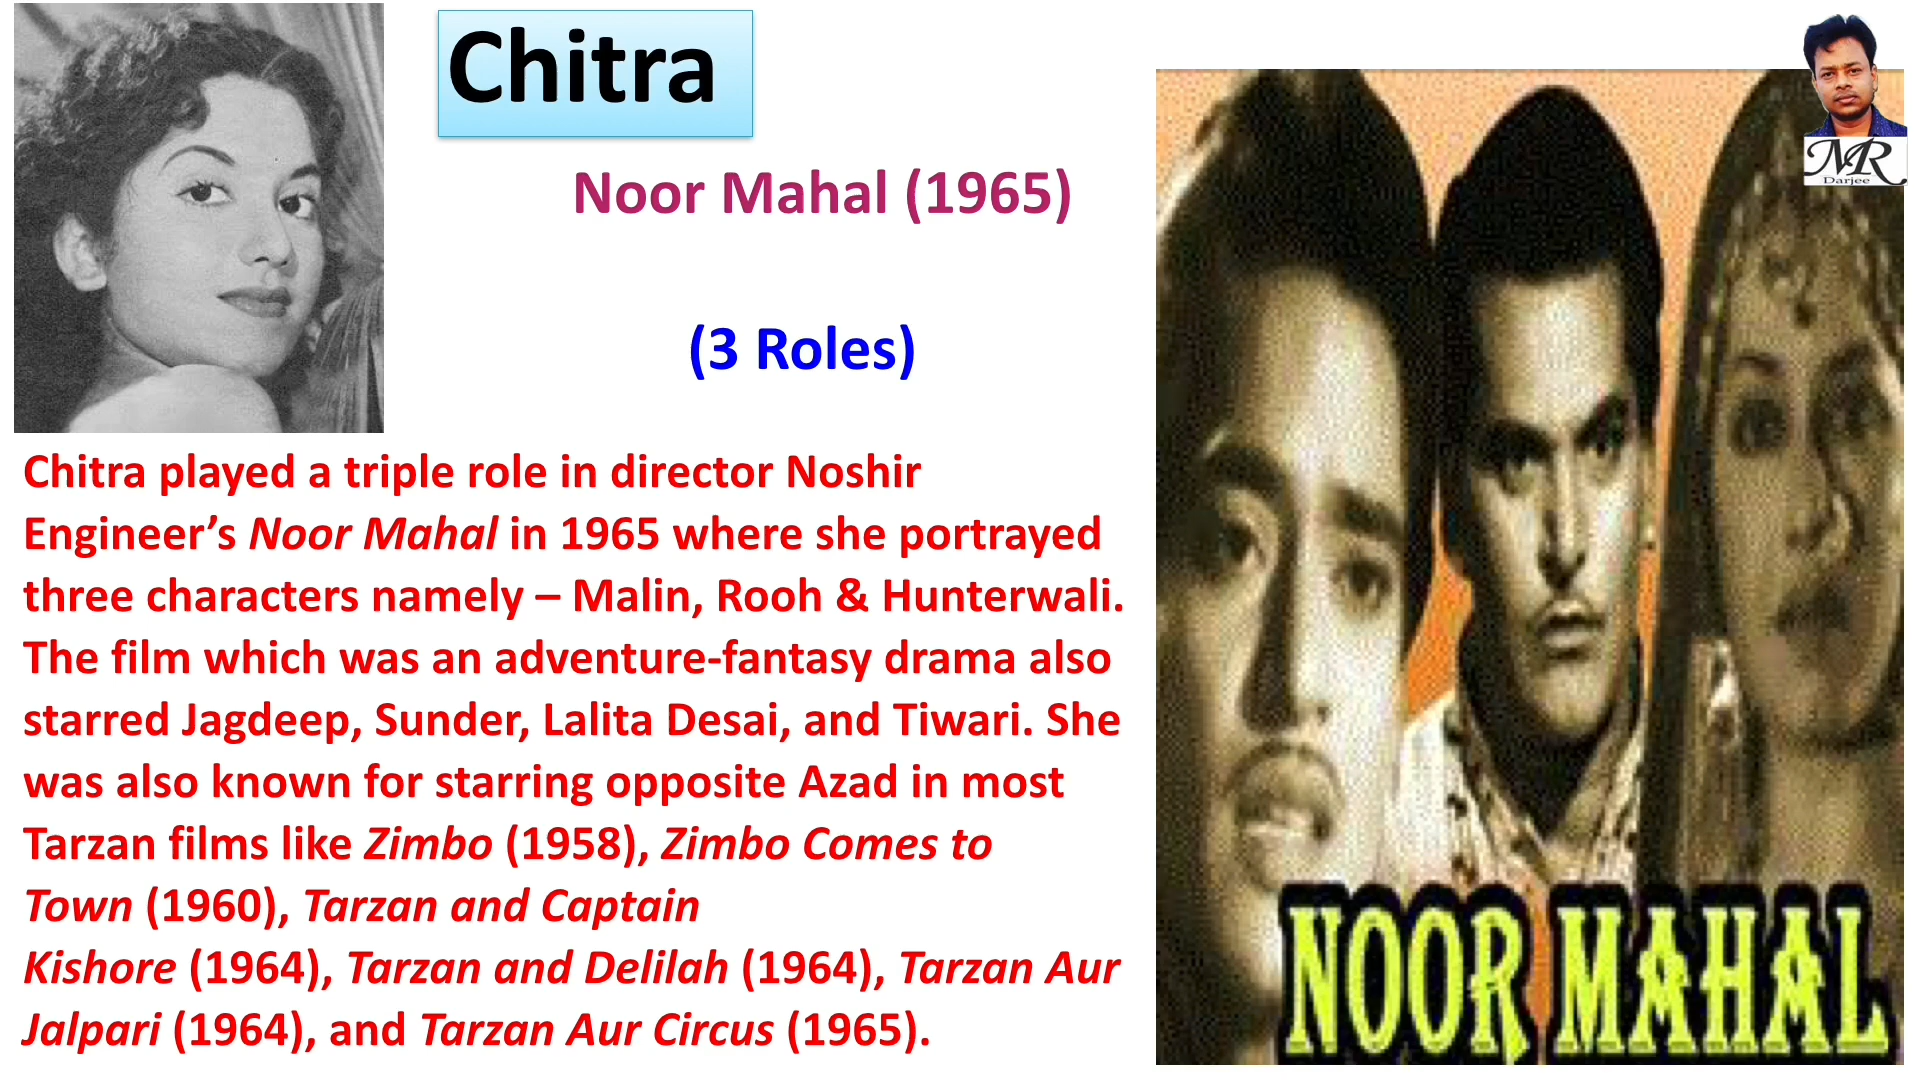 Chitra
Noor Mahal (1965)
(3 Roles)
Chitra played a triple role in director Noshir
Engineer’s Noor Mahal in 1965 where she portrayed
three characters namely – Malin, Rooh & Hunterwali.
The film which was an adventure-fantasy drama also
starred Jagdeep, Sunder, Lalita Desai, and Tiwari. She
was also known for starring opposite Azad in most
Tarzan films like Zimbo (1958), Zimbo Comes to
Town (1960), Tarzan and Captain
Kishore (1964), Tarzan and Delilah (1964), Tarzan Aur
Jalpari (1964), and Tarzan Aur Circus (1965).
MR
Darjee
NOOR MAHAL